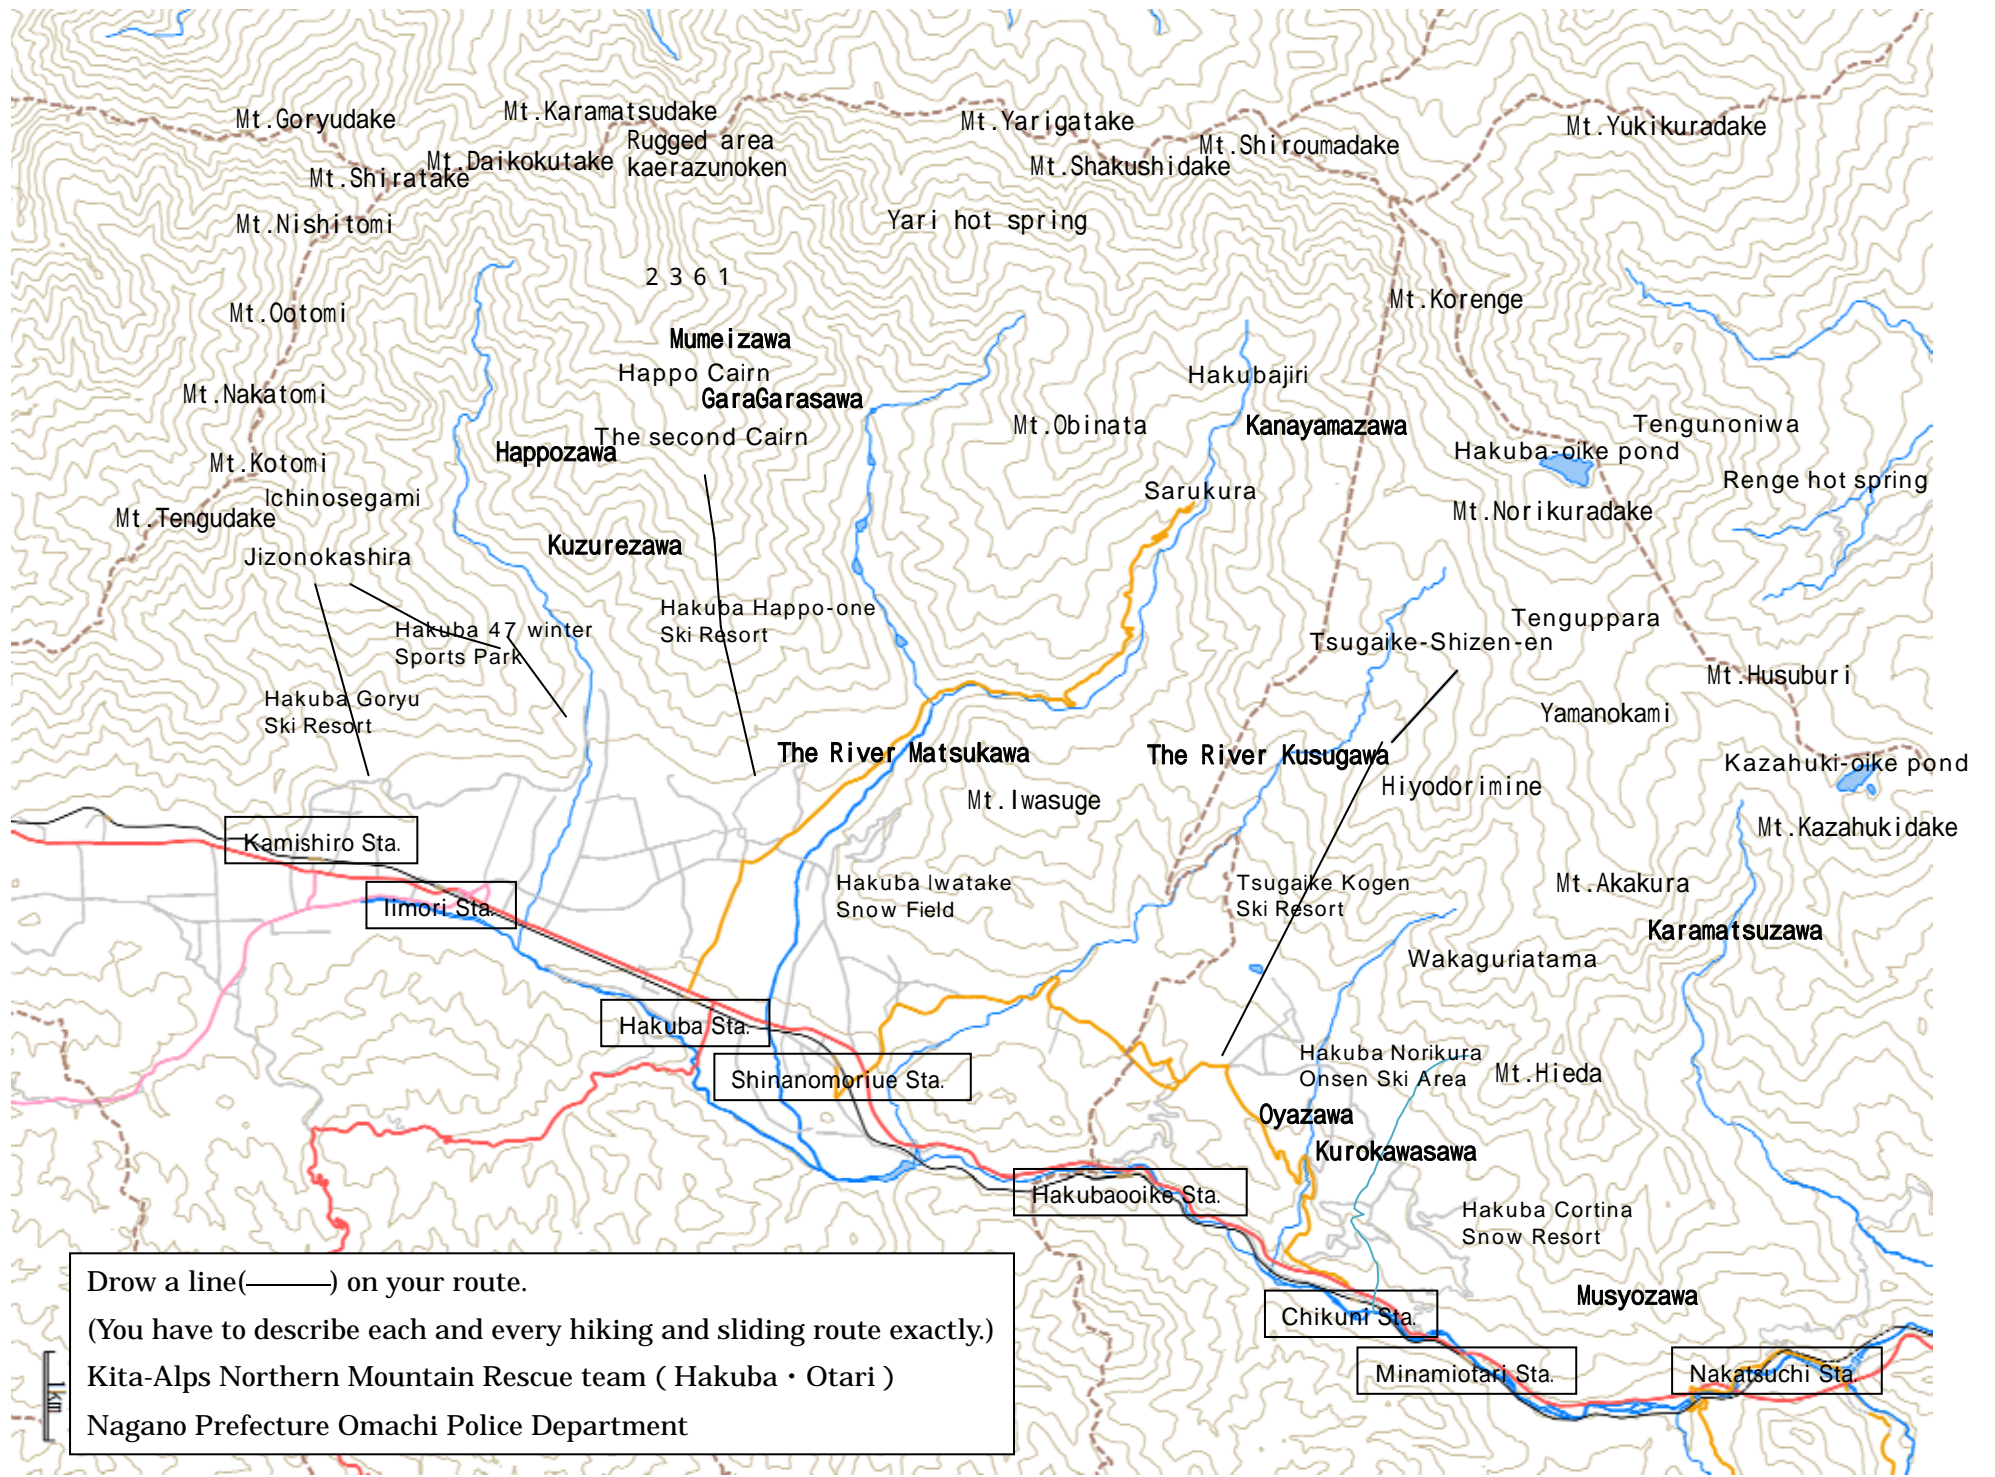 Mt.Goryudake
Mt.Karamatsudake
Rugged area
kaerazunoken
Mt.Daikokutake
Mt.Shiratake
Mt.Nishitomi
Mt.Yarigatake
Mt.Shiroumadake
Mt.Shakushidake
Mt.Yukikuradake
Yari hot spring
2361
Mt.Ootomi
Mumeizawa
Mt.Korenge
Happo Cairn
GaraGarasawa
Hakubajiri
Mt.Nakatomi
The second Cairn
Happozawa
Mt.Obinata
Kanayamazawa
Tengunoniwa
Hakuba-oike pond
Mt.Kotomi
Ichinosegami
Mt.Tengudake
Renge hot spring
Sarukura
Mt.Norikuradake
Jizonokashira
Kuzurezawa
Hakuba 47 winter
Sports Park
Hakuba Happo-one
Ski Resort
Tenguppara
Tsugaike-Shizen-en
Hakuba Goryu
Ski Resort
Mt.Husuburi
Yamanokami
The River Matsukawa
The River Kusugawa
Kazahuki-oike pond
Hiyodorimine
Mt.Iwasuge
Mt.Kazahukidake
Kamishiro Sta.
Iimori Sta.
Hakuba Iwatake
Snow Field
Tsugaike Kogen
Ski Resort
Mt.Akakura
Karamatsuzawa
Wakaguriatama
Hakuba Sta.
Shinanomoriue Sta.
Hakuba Norikura
Onsen Ski Area
Mt.Hieda
Oyazawa
Kurokawasawa
Hakubaooike Sta.
Hakuba Cortina
Snow Resort
Musyozawa
Chikuni Sta.
Minamiotari Sta.
Nakatsuchi Sta.
Drow a line(———) on your route.
(You have to describe each and every hiking and sliding route exactly.)
Kita-Alps Northern Mountain Rescue team ( Hakuba・Otari )
Nagano Prefecture Omachi Police Department
1km